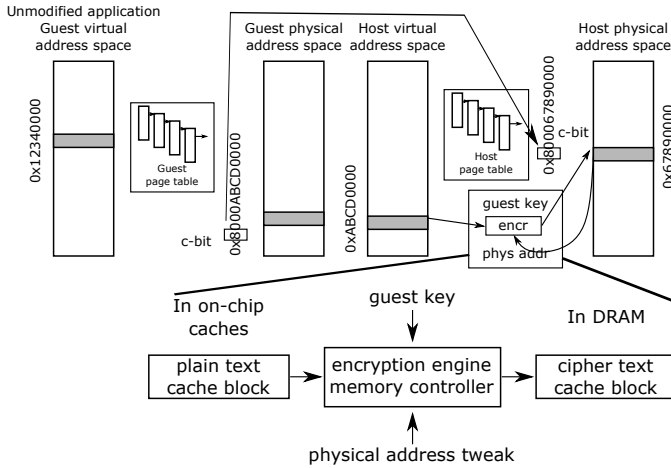 Unmodified application
Guest virtual
address space
Guest physical
address space
Host virtual
address space
Host physical
address space
0x12340000
Guest
page table
c-bit
0x8000ABCD0000
0xABCD0000
Host
page table
0x800067890000
c-bit
0x67890000
guest key
encr
phys addr
In on-chip
caches
guest key
In DRAM
plain text
cache block
encryption engine
memory controller
cipher text
cache block
physical address tweak